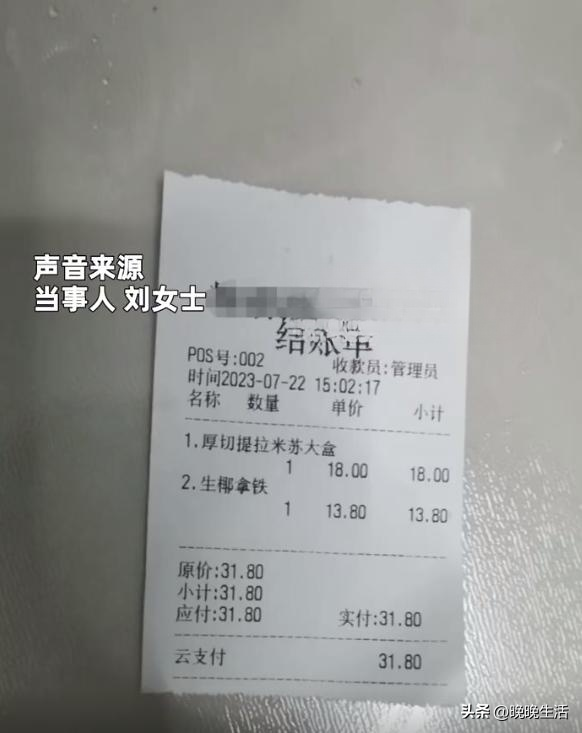 声音来源
当事人 刘女士
结账单
POS号:002 收款员:管理员
时间2023-07-22 15:02:17
名称 数量 单价 小计
1.厚切提拉米苏大盒
1 18.00 18.00
2.生椰拿铁
1 13.80 13.80
原价:31.80
小计:31.80
应付:31.80 实付:31.80
云支付 31.80
头条 @晚晚生活